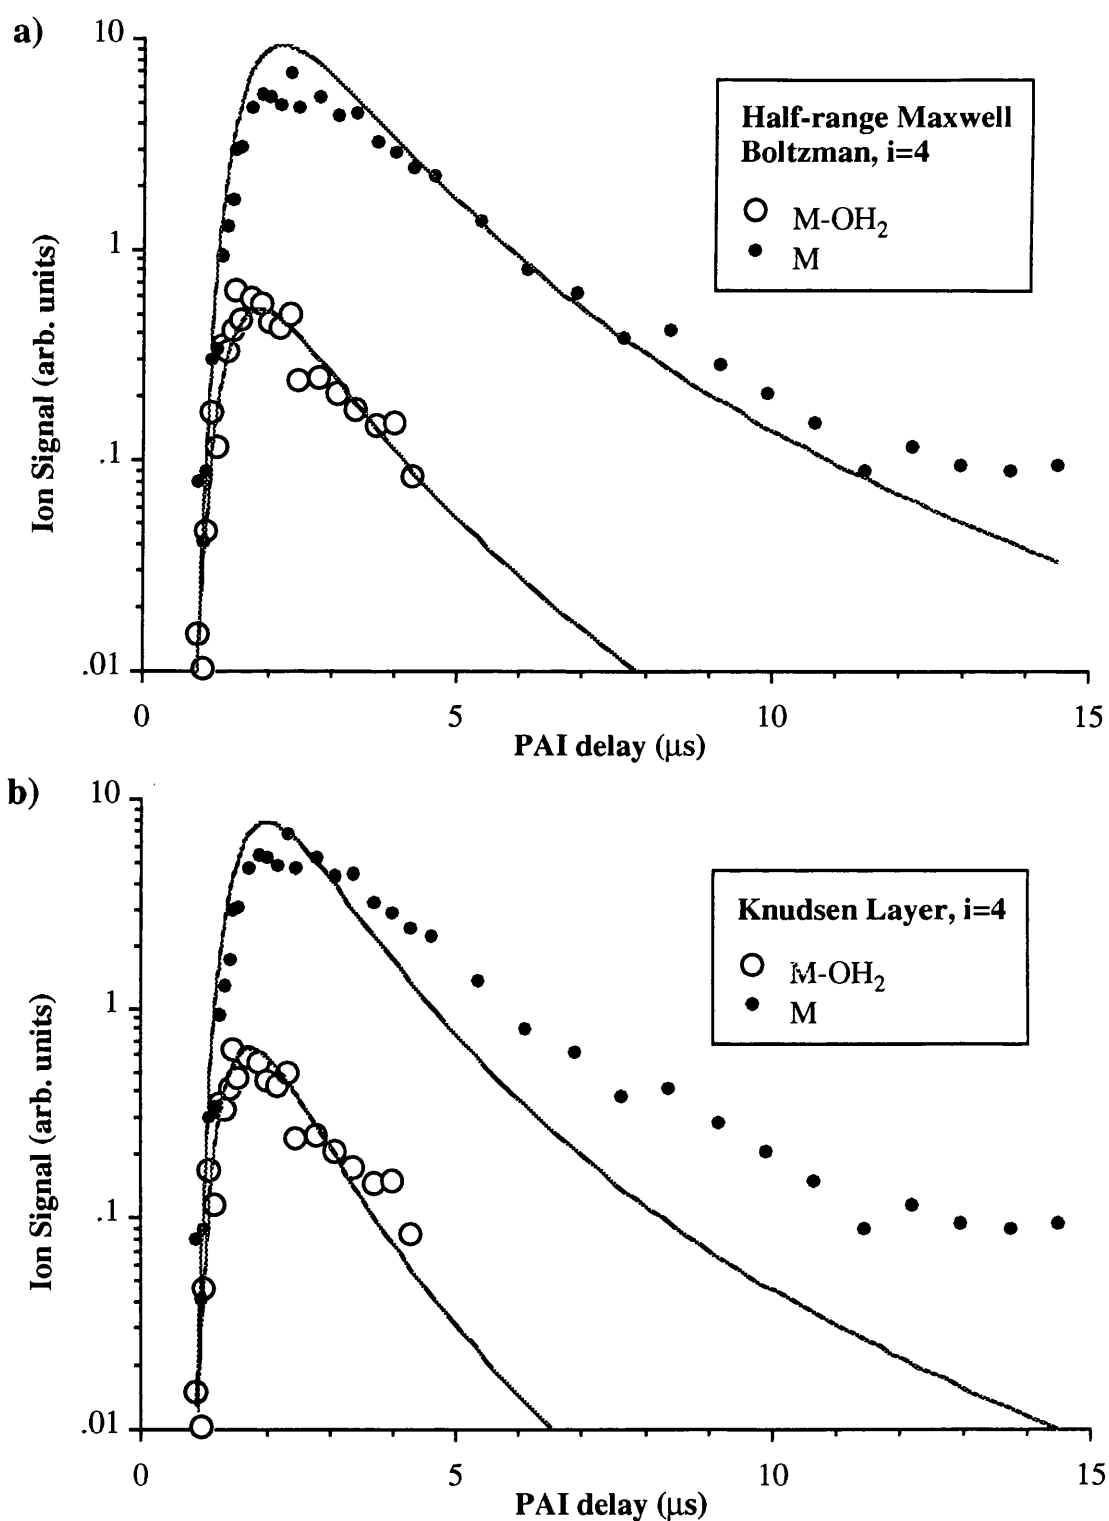 a)
10
1
.1
.01
Ion Signal (arb. units)
Half-range Maxwell
Boltzman, i=4
M-OH₂
M
0 5 10 15
PAI delay (μs)
b)
10
1
.1
.01
Ion Signal (arb. units)
Knudsen Layer, i=4
M-OH₂
M
0 5 10 15
PAI delay (μs)